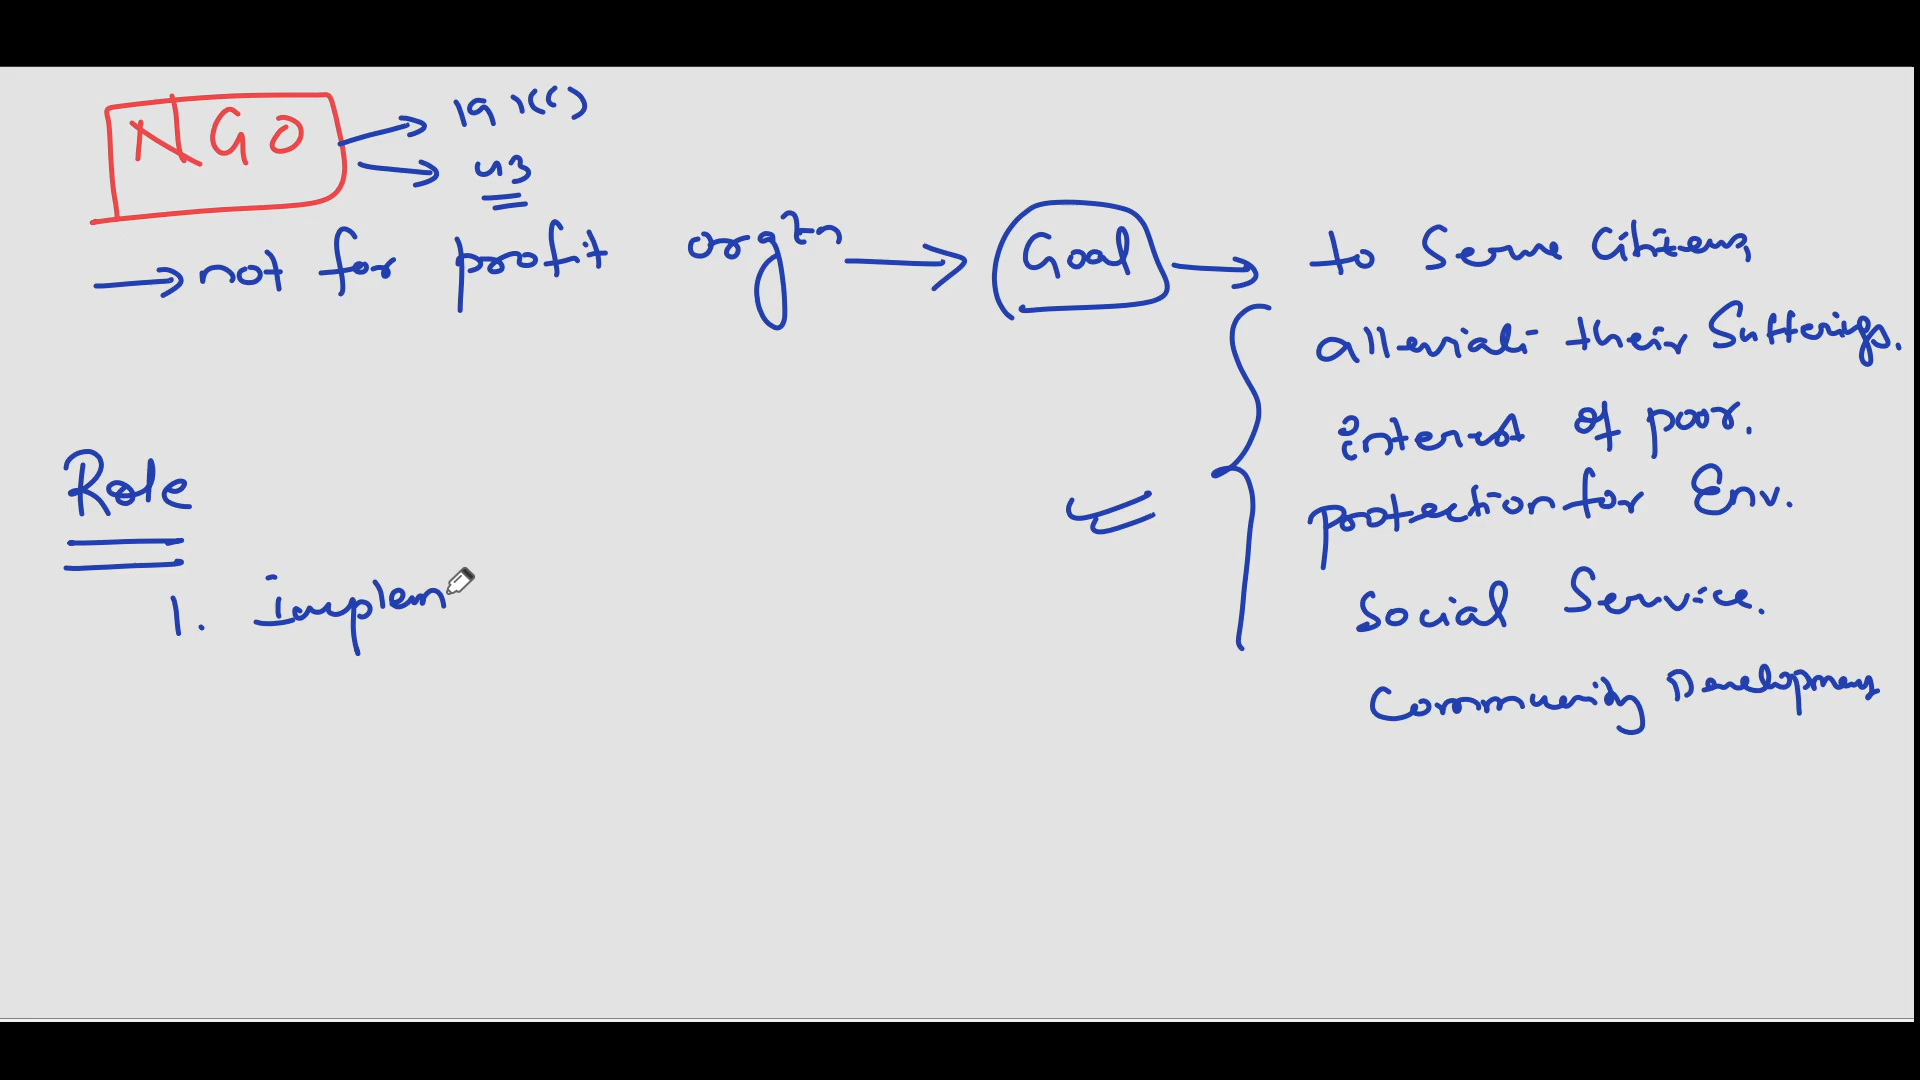 NGO
19 1(c)
43
not for profit orgtn
Goal
to Serve Citizens,
alleviate their Sufferings.
interest of poor.
protection for Env.
Social Service.
Community Development
Role
1. implem